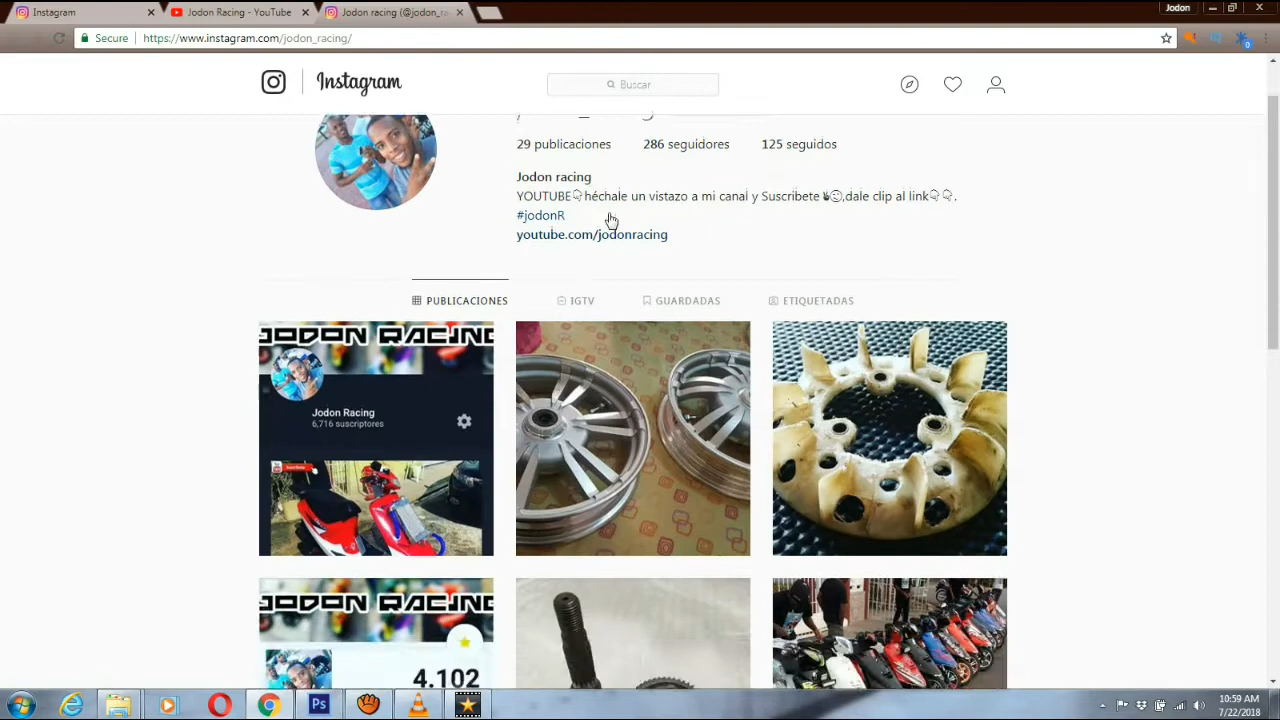 Instagram
Jodon Racing - YouTube
Jodon racing (@jodon_ra
Jodon
Secure
https://www.instagram.com/jodon_racing/
0
Instagram
Buscar
29 publicaciones 286 seguidores 125 seguidos
Jodon racing
YOUTUBE👇héchale un vistazo a mi canal y Suscribete✌😉,dale clip al link👇👇.
#jodonR
youtube.com/jodonracing
PUBLICACIONES IGTV GUARDADAS ETIQUETADAS
JODON RACING
Jodon Racing
6,716 suscriptores
JODON RACING
4.102
Ps
10:59 AM
7/22/2018